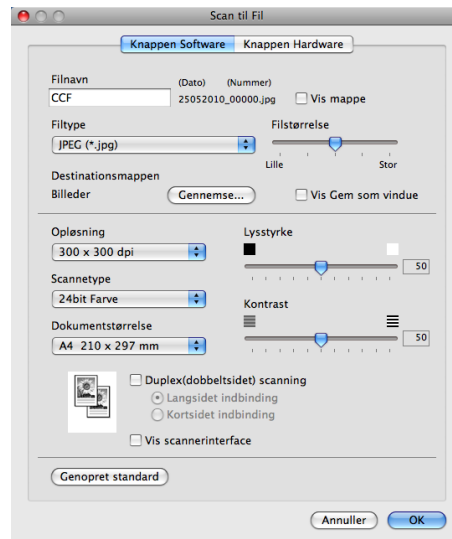 Scan til Fil
Knappen Software Knappen Hardware
Filnavn (Dato) (Nummer)
CCF 25052010_00000.jpg Vis mappe
Filtype Filstørrelse
JPEG (*.jpg)
Lille Stor
Destinationsmappen
Billeder Gennemse... Vis Gem som vindue
Opløsning Lysstyrke
300 x 300 dpi
50
Scannetype
24bit Farve
Kontrast
Dokumentstørrelse
A4 210 x 297 mm 50
Duplex(dobbeltsidet) scanning
Langsidet indbinding
Kortsidet indbinding
Vis scannerinterface
Genopret standard
Annuller OK